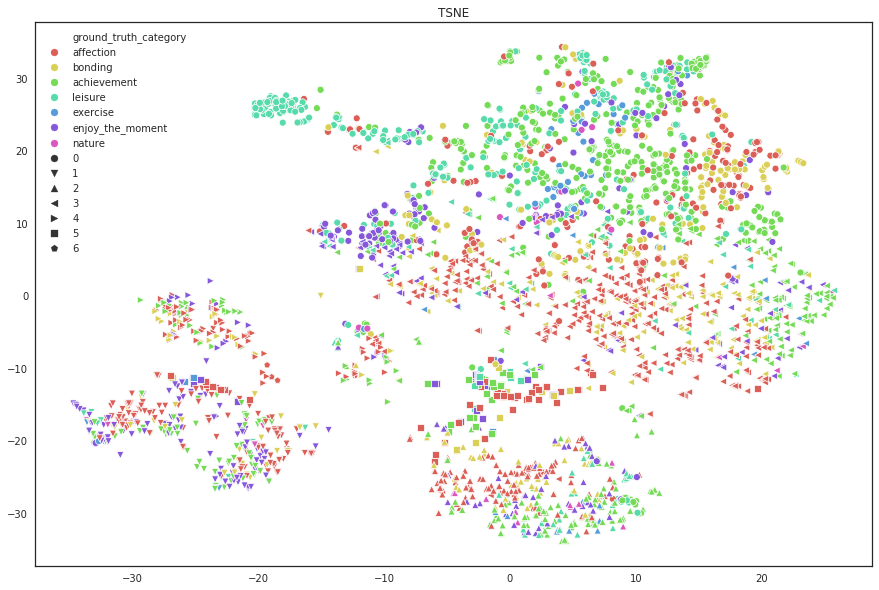 TSNE
ground_truth_category
affection
bonding
achievement
leisure
exercise
enjoy_the_moment
nature
0
1
2
3
4
5
6
30
20
10
0
−10
−20
−30
−30 −20 −10 0 10 20